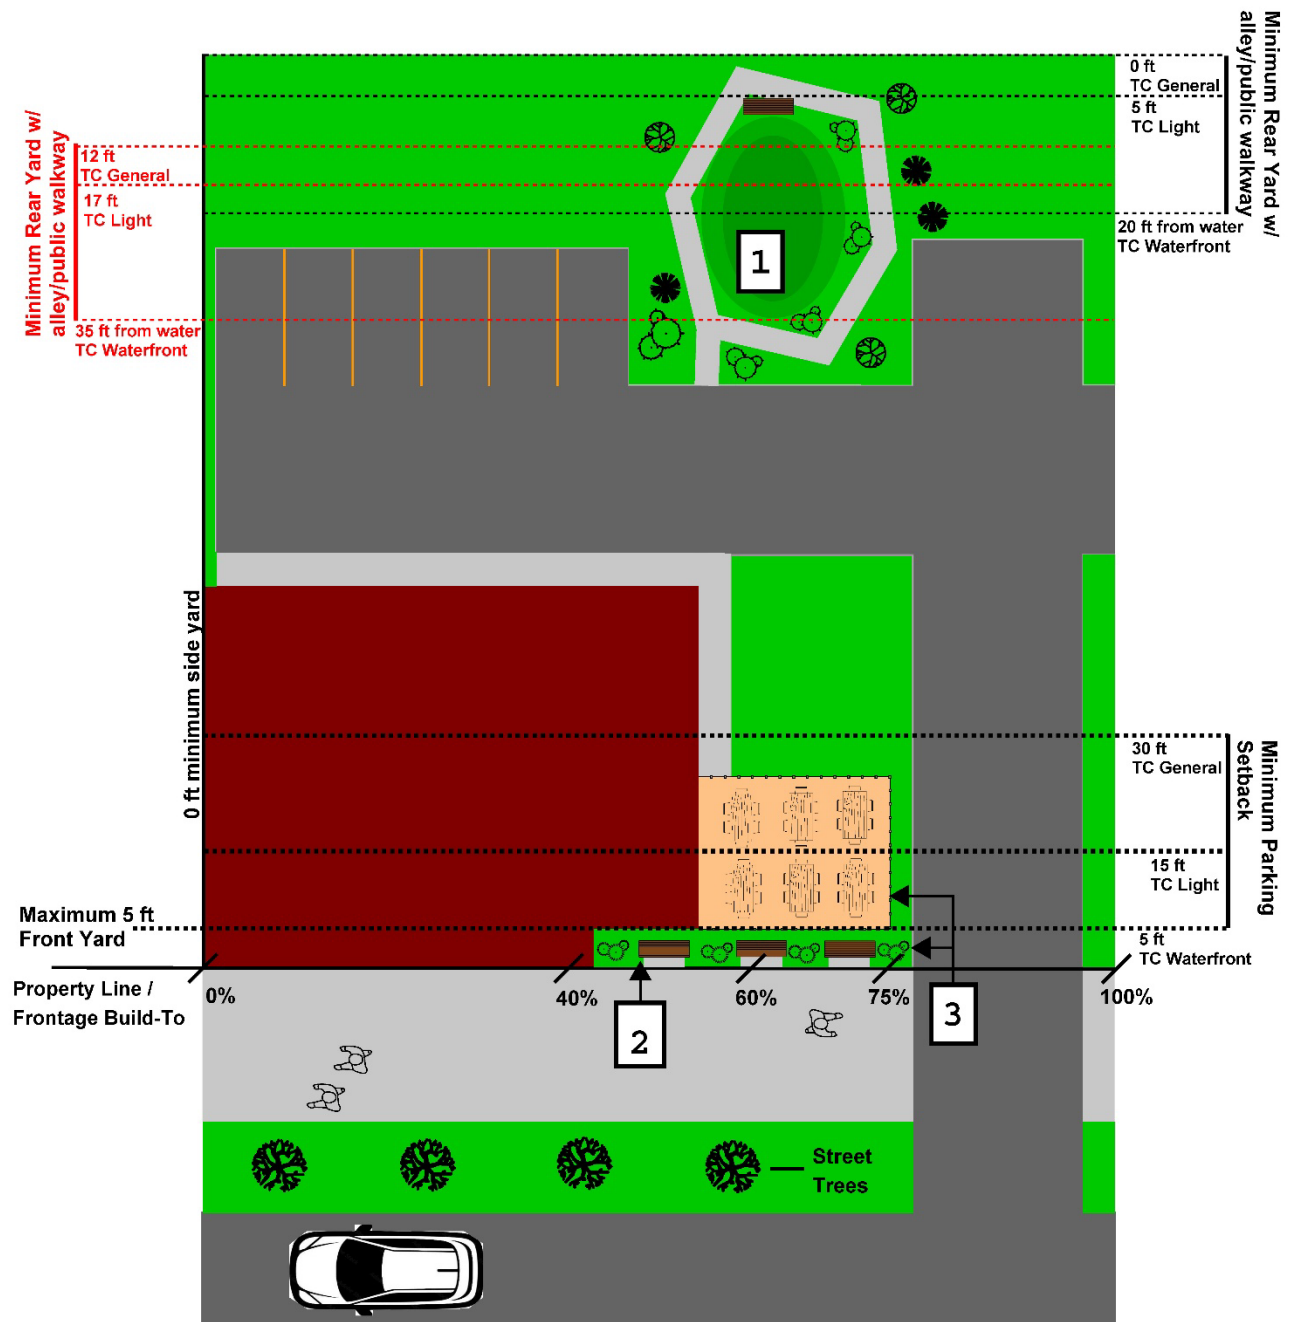 Minimum Rear Yard w/
alley/public walkway
0 ft
TC General
5 ft
TC Light
20 ft from water
TC Waterfront
Minimum Rear Yard w/
alley/public walkway
12 ft
TC General
17 ft
TC Light
35 ft from water
TC Waterfront
1
0 ft minimum side yard
Minimum Parking
Setback
30 ft
TC General
15 ft
TC Light
5 ft
TC Waterfront
Maximum 5 ft
Front Yard
Property Line /
Frontage Build-To
0%
40%
60%
75%
100%
2
3
Street
Trees